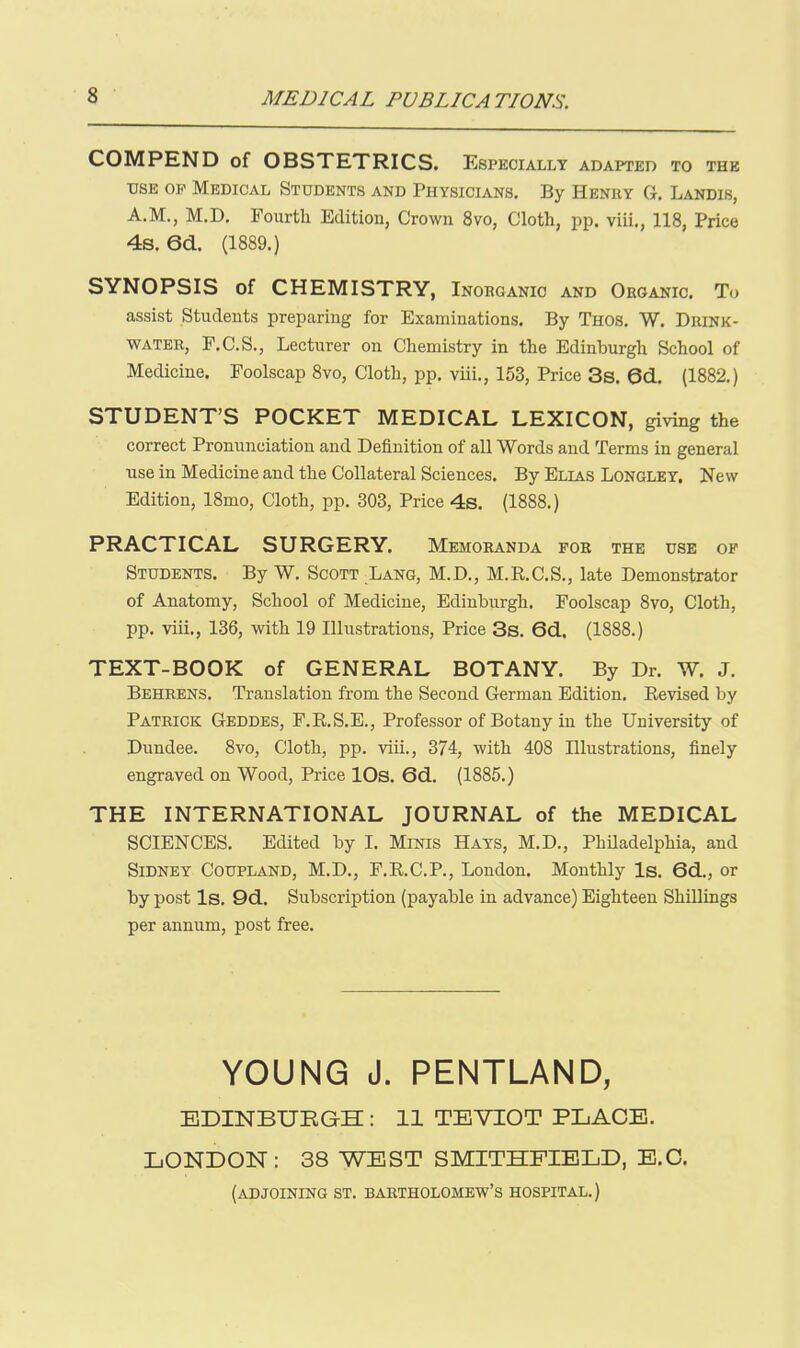 8 MEDICAL PUBLICATIONS.
COMPEND of OBSTETRICS. Especially adapted to the
use of Medical Students and Physicians. By Henry G. Landis,
A.M., M.D. Fourth Edition, Crown 8vo, Cloth, pp. viii., 118, Price
4s. 6d. (1889.)
SYNOPSIS of CHEMISTRY, Inorganic and Organic. To
assist Students preparing for Examinations. By Thos. W. Drink-
water, F.C.S., Lecturer on Chemistry in the Edinburgh School of
Medicine. Foolscap 8vo, Cloth, pp. viii., 153, Price 3s. 6d. (1882.)
STUDENT'S POCKET MEDICAL LEXICON, giving the
correct Pronunciation and Definition of all Words and Terms in general
use in Medicine and the Collateral Sciences. By Elias Longley. New
Edition, 18mo, Cloth, pp. 303, Price 4s. (1888.)
PRACTICAL SURGERY. Memoranda for the use of
Students. By W. Scott Lang, M.D., M.R.C.S., late Demonstrator
of Anatomy, School of Medicine, Edinburgh. Foolscap 8vo, Cloth,
pp. viii., 136, with 19 Illustrations, Price 3s. 6d. (1888.)
TEXT-BOOK of GENERAL BOTANY. By Dr. W. J.
Behrens. Translation from the Second German Edition. Revised by
Patrick Geddes, F.R.S.E., Professor of Botany in the University of
Dundee. 8vo, Cloth, pp. viii., 374, with 408 Illustrations, finely
engraved on Wood, Price 10s. 6d. (1885.)
THE INTERNATIONAL JOURNAL of the MEDICAL
SCIENCES. Edited by I. Minis Hays, M.D., Philadelphia, and
Sidney Coupland, M.D., F.R.C.P., London. Monthly 1s. 6d., or
by post 1s. 9d. Subscription (payable in advance) Eighteen Shillings
per annum, post free.
YOUNG J. PENTLAND,
EDINBURGH: 11 TEVIOT PLACE.
LONDON: 38 WEST SMITHFIELD, E.C.
(ADJOINING ST. BARTHOLOMEW'S HOSPITAL.)